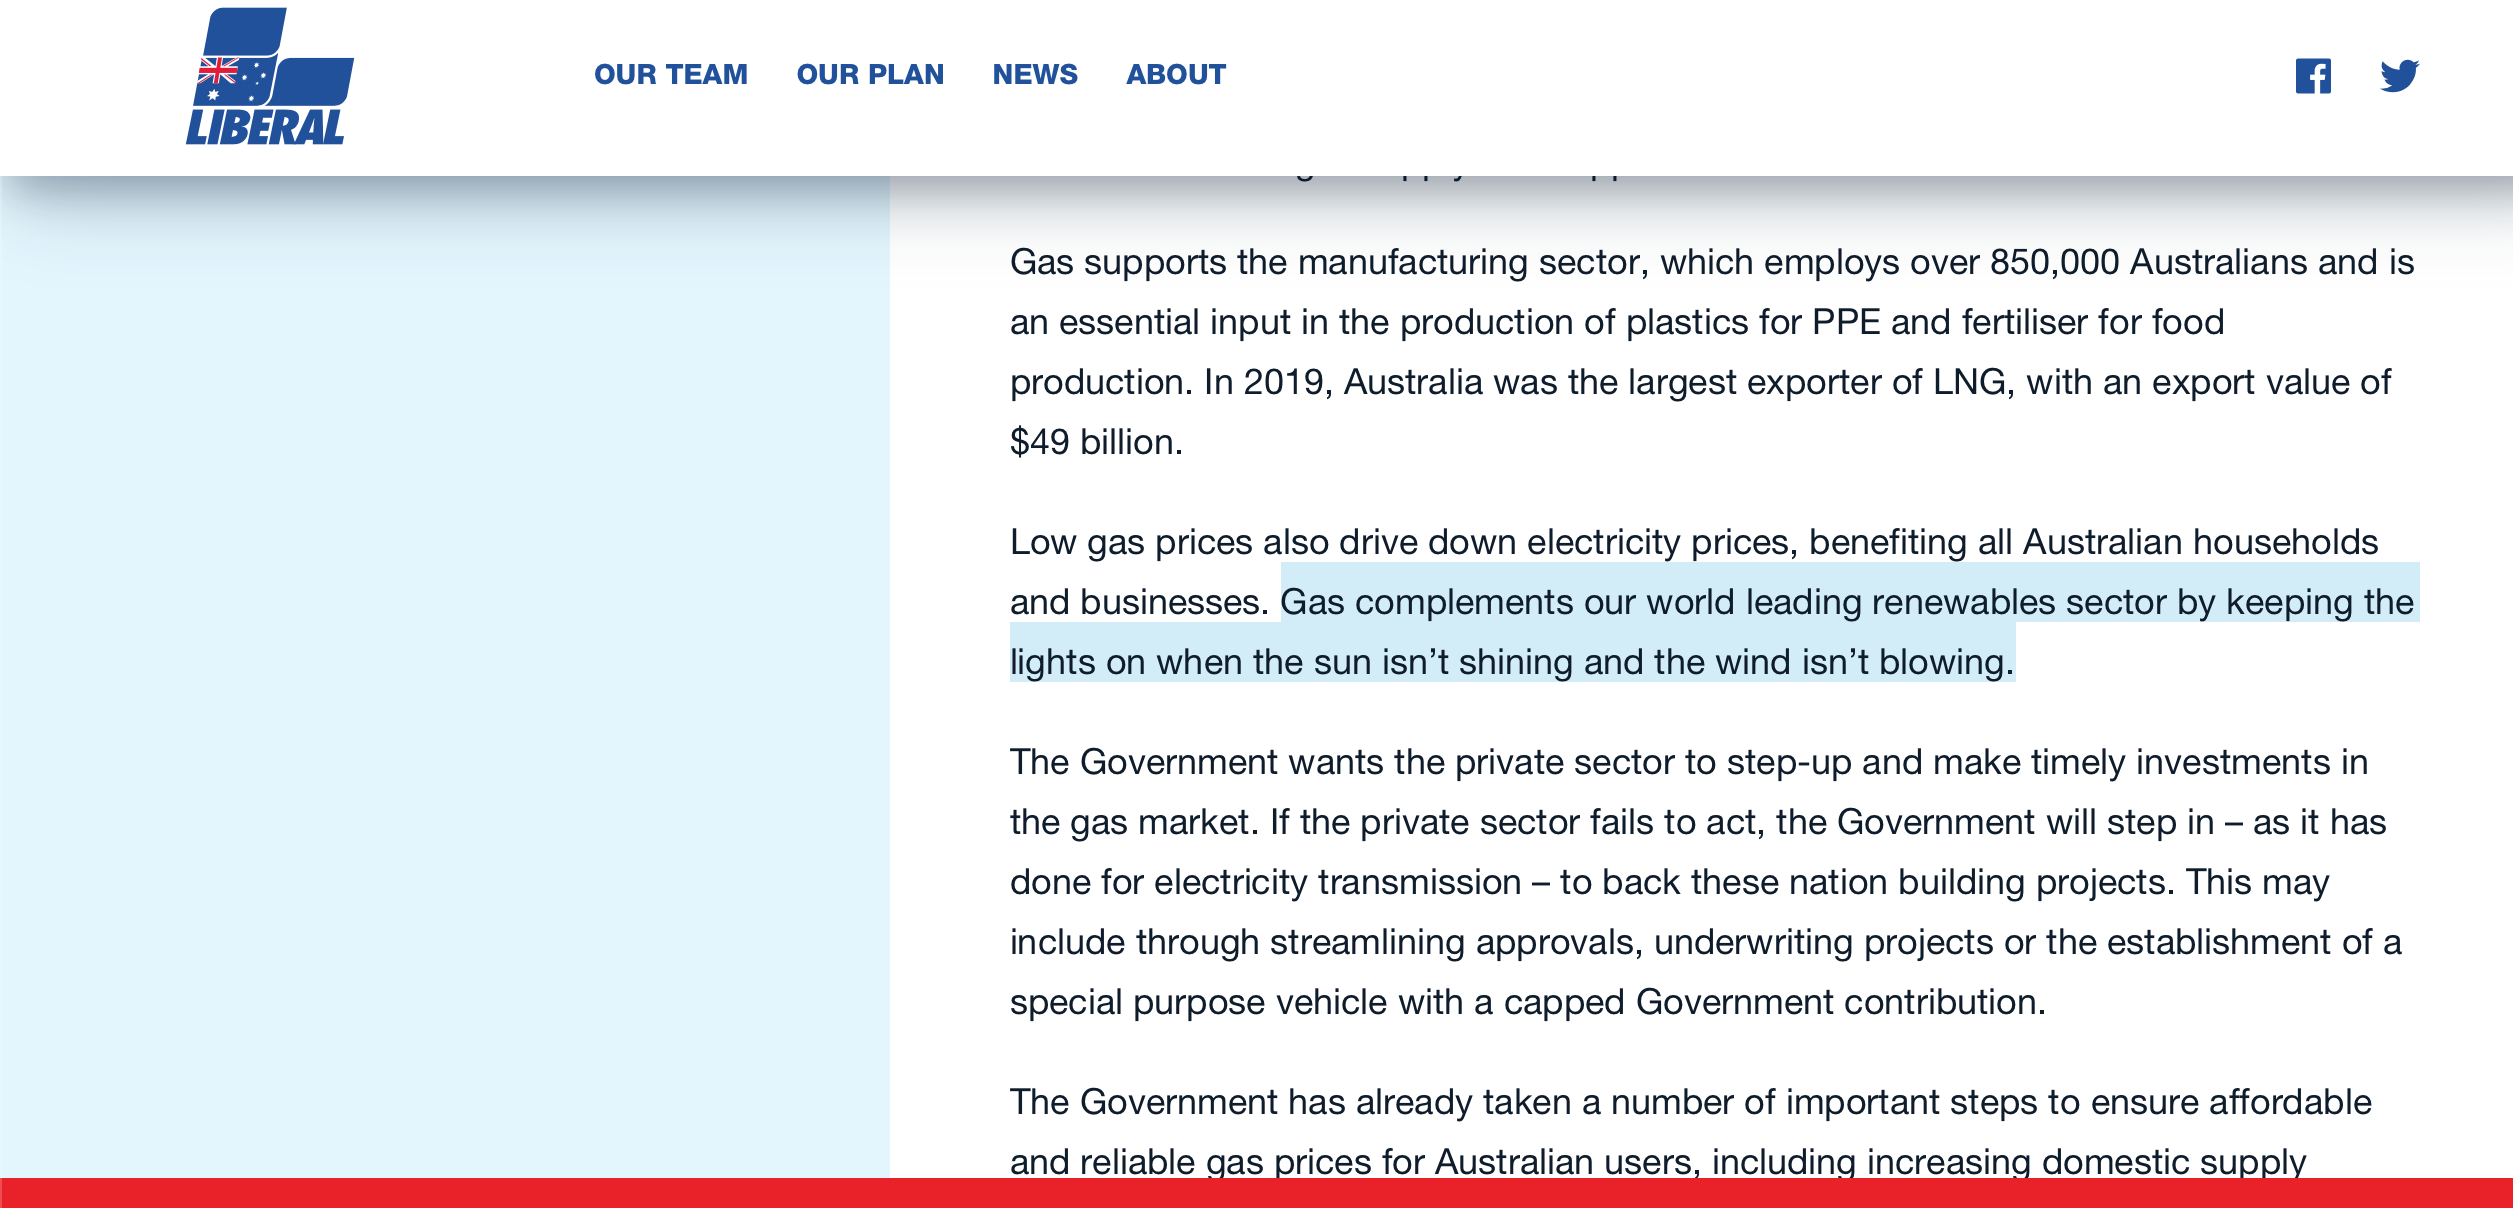 LIBERAL
OUR TEAM
OUR PLAN
NEWS
ABOUT
Gas supports the manufacturing sector, which employs over 850,000 Australians and is
an essential input in the production of plastics for PPE and fertiliser for food
production. In 2019, Australia was the largest exporter of LNG, with an export value of
$49 billion.
Low gas prices also drive down electricity prices, benefiting all Australian households
and businesses. Gas complements our world leading renewables sector by keeping the
lights on when the sun isn’t shining and the wind isn’t blowing.
The Government wants the private sector to step-up and make timely investments in
the gas market. If the private sector fails to act, the Government will step in – as it has
done for electricity transmission – to back these nation building projects. This may
include through streamlining approvals, underwriting projects or the establishment of a
special purpose vehicle with a capped Government contribution.
The Government has already taken a number of important steps to ensure affordable
and reliable gas prices for Australian users, including increasing domestic supply